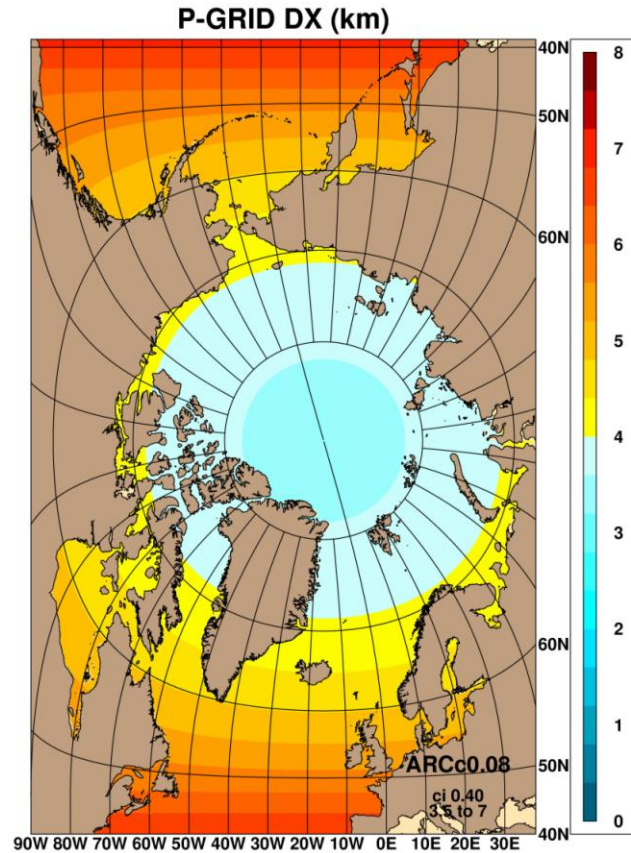 P-GRID DX (km)
40N
50N
60N
60N
50N
40N
8
7
6
5
4
3
2
1
0
ARCc0.08
ci 0.40
3.5 to 7
90W 80W 70W 60W 50W 40W 30W 20W 10W 0E 10E 20E 30E